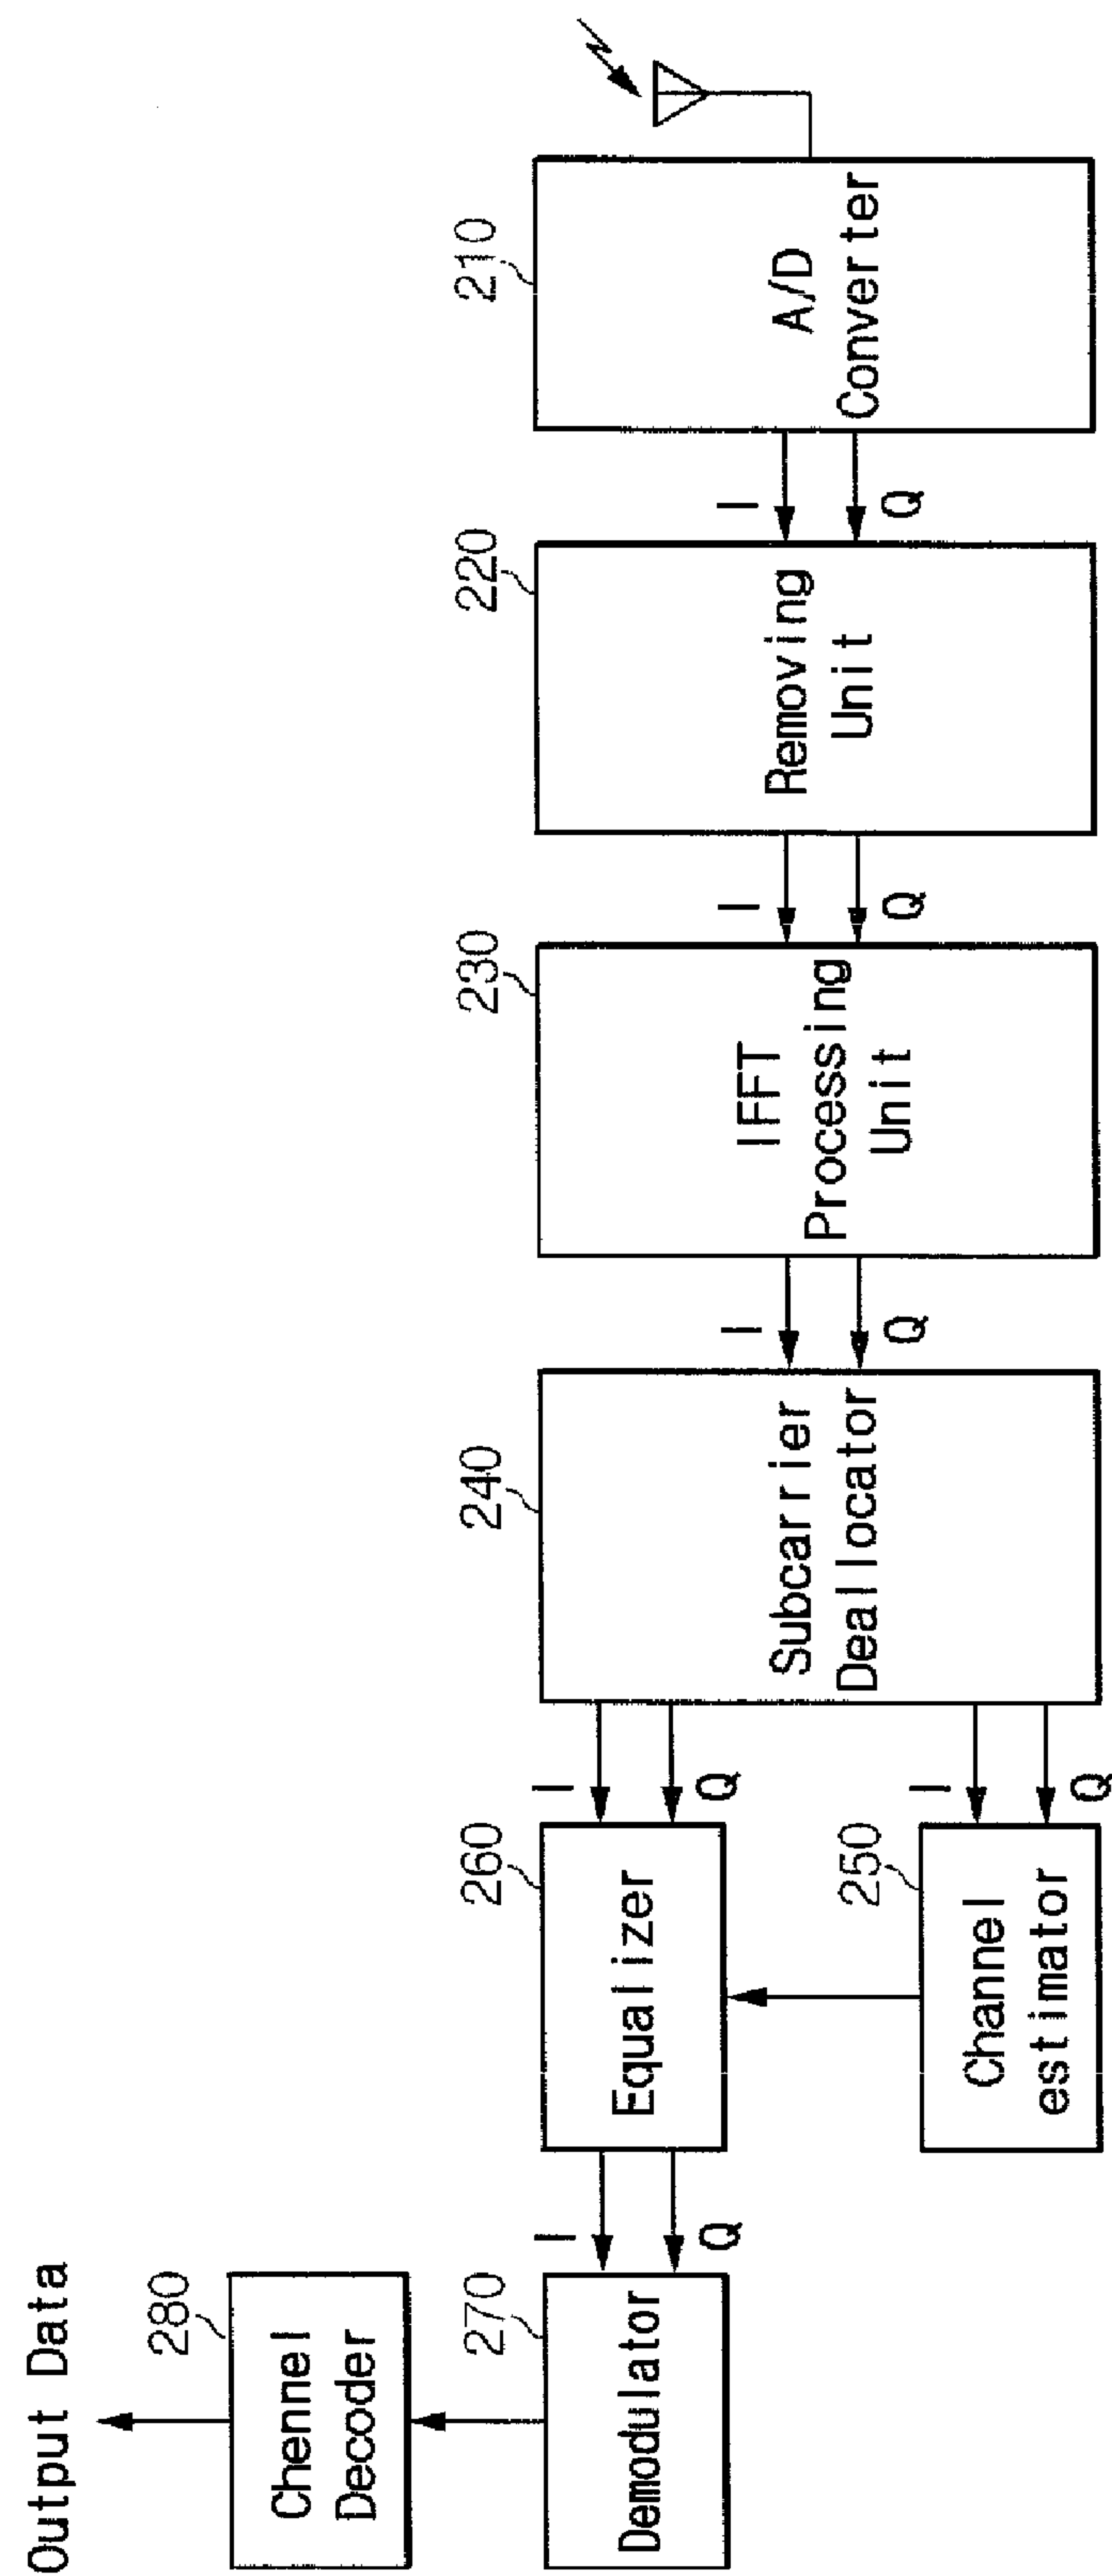 Output Data
280
Chennel
Decoder
270
Demodulator
I
Q
260
Equalizer
250
Channel
estimator
I
Q
I
Q
240
Subcarrier
Deallocator
I
Q
230
IFFT
Processing
Unit
I
Q
220
Removing
Unit
I
Q
210
A/D
Converter